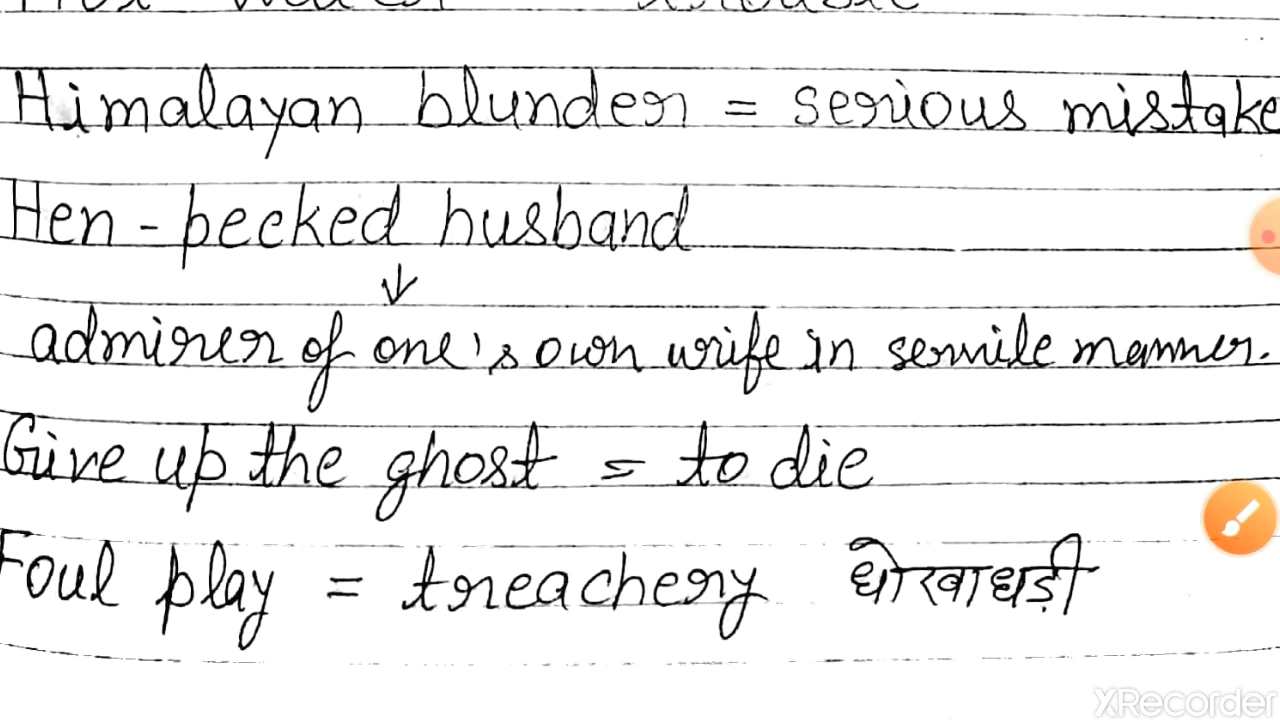 Himalayan blunder = serious mistake
Hen - pecked husband
↓
admirer of one's own wife in servile manner.
Give up the ghost = to die
Foul play = treachery धोखाधड़ी
XRecorder